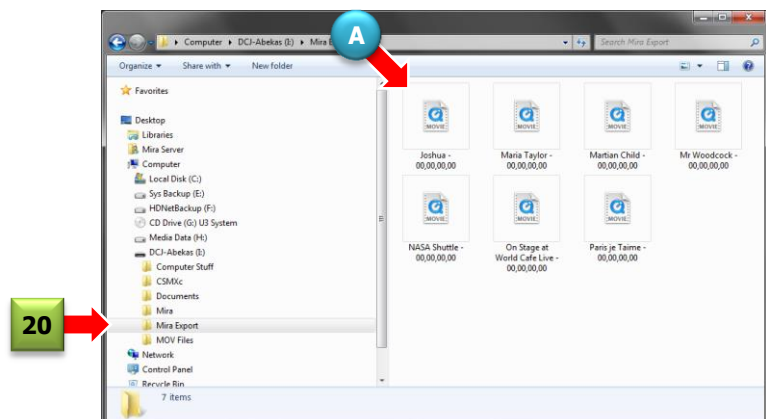 A
Computer ▸ DCJ-Abekas (I:) ▸ Mira
Search Mira Export
Organize Share with New folder
Favorites
Desktop
Libraries
Mira Server
Computer
Local Disk (C:)
Sys Backup (E:)
HDNetBackup (F:)
CD Drive (G:) U3 System
Media Data (H:)
DCJ-Abekas (I:)
Computer Stuff
CSMXc
Documents
Mira
Mira Export
MOV Files
Network
Control Panel
Recycle Bin
20
MOVIE MOVIE MOVIE MOVIE
Joshua - Maria Taylor - Martian Child - Mr Woodcock -
00,00,00,00 00,00,00,00 00,00,00,00 00,00,00,00
MOVIE MOVIE MOVIE
NASA Shuttle - On Stage at Paris je Taime -
00,00,00,00 World Cafe Live - 00,00,00,00
00,00,00,00
7 items